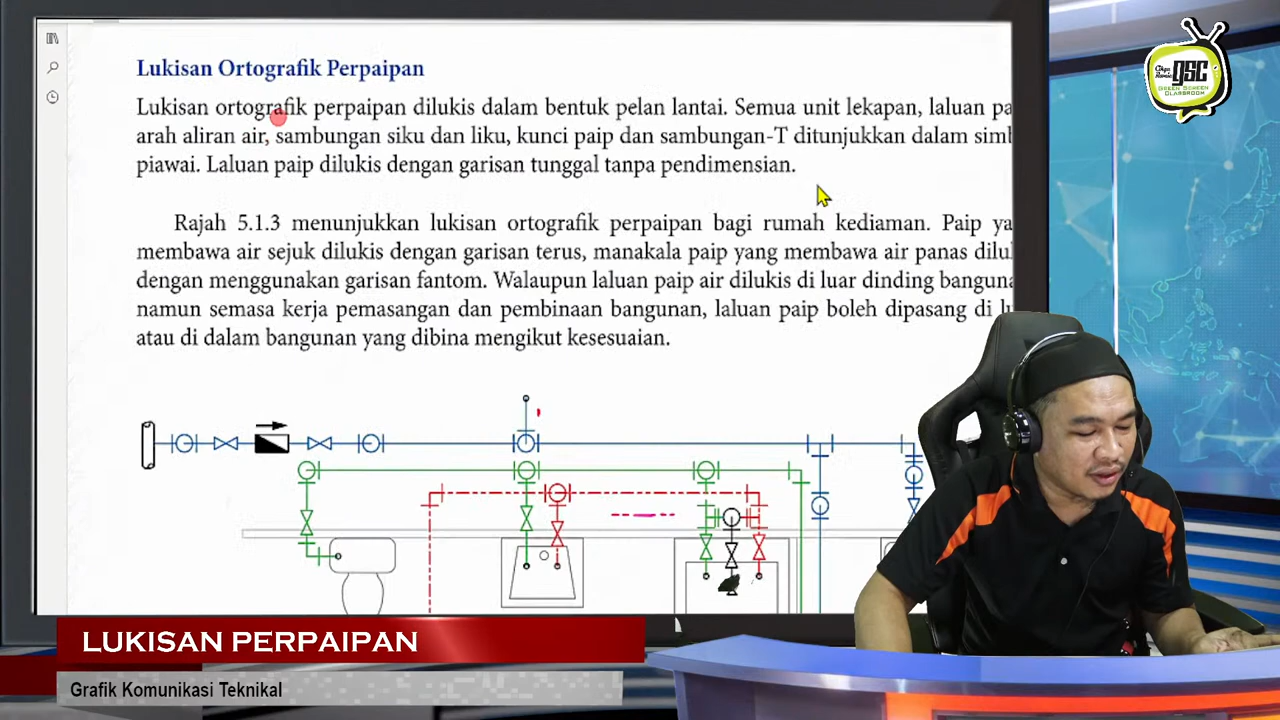 Lukisan Ortografik Perpaipan
Lukisan ortografik perpaipan dilukis dalam bentuk pelan lantai. Semua unit lekapan, laluan pa
arah aliran air, sambungan siku dan liku, kunci paip dan sambungan-T ditunjukkan dalam simb
piawai. Laluan paip dilukis dengan garisan tunggal tanpa pendimensian.
Rajah 5.1.3 menunjukkan lukisan ortografik perpaipan bagi rumah kediaman. Paip ya
membawa air sejuk dilukis dengan garisan terus, manakala paip yang membawa air panas dilu
dengan menggunakan garisan fantom. Walaupun laluan paip air dilukis di luar dinding banguna
namun semasa kerja pemasangan dan pembinaan bangunan, laluan paip boleh dipasang di lu
atau di dalam bangunan yang dibina mengikut kesesuaian.
LUKISAN PERPAIPAN
Grafik Komunikasi Teknikal
gsc
GREEN SCREEN
CLASSROOM